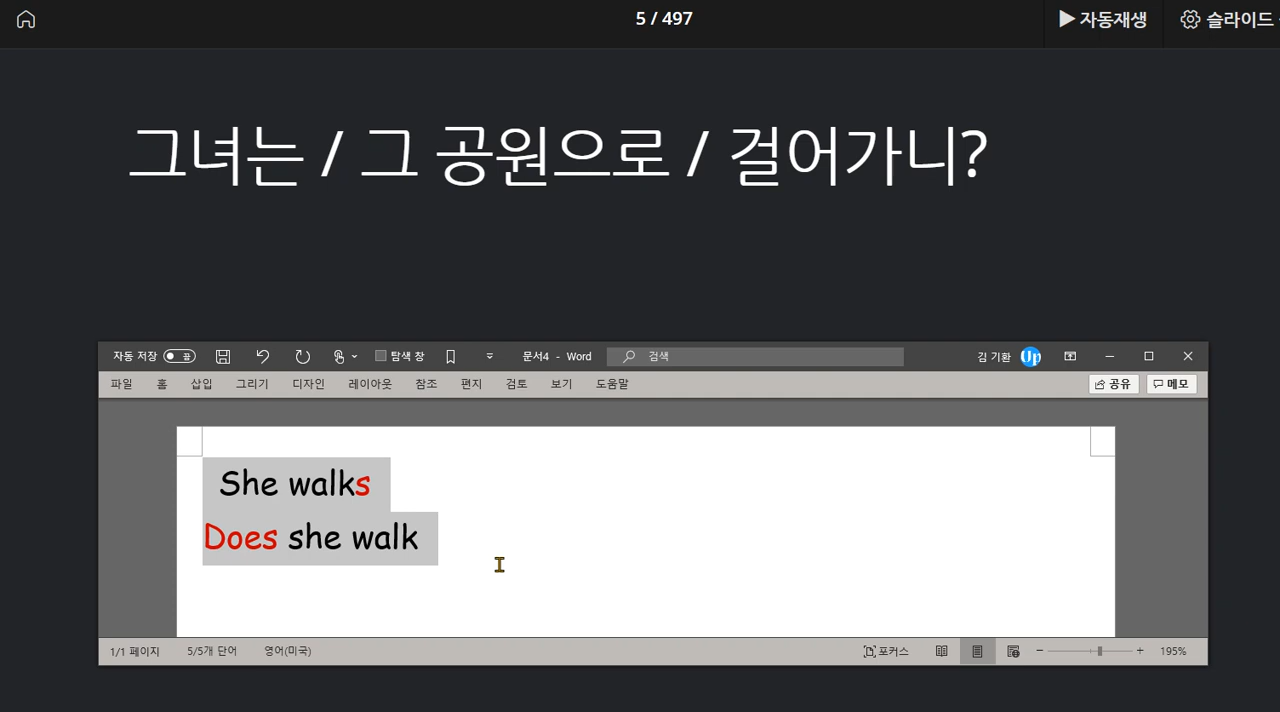 5 / 497
▶ 자동재생
슬라이드
그녀는 / 그 공원으로 / 걸어가니?
자동 저장
끔
탐색 창
문서4 - Word
검색
김 기환
Up
파일 홈 삽입 그리기 디자인 레이아웃 참조 편지 검토 보기 도움말
공유
메모
She walks
Does she walk
1/1 페이지 5/5개 단어 영어(미국)
포커스
- + 195%